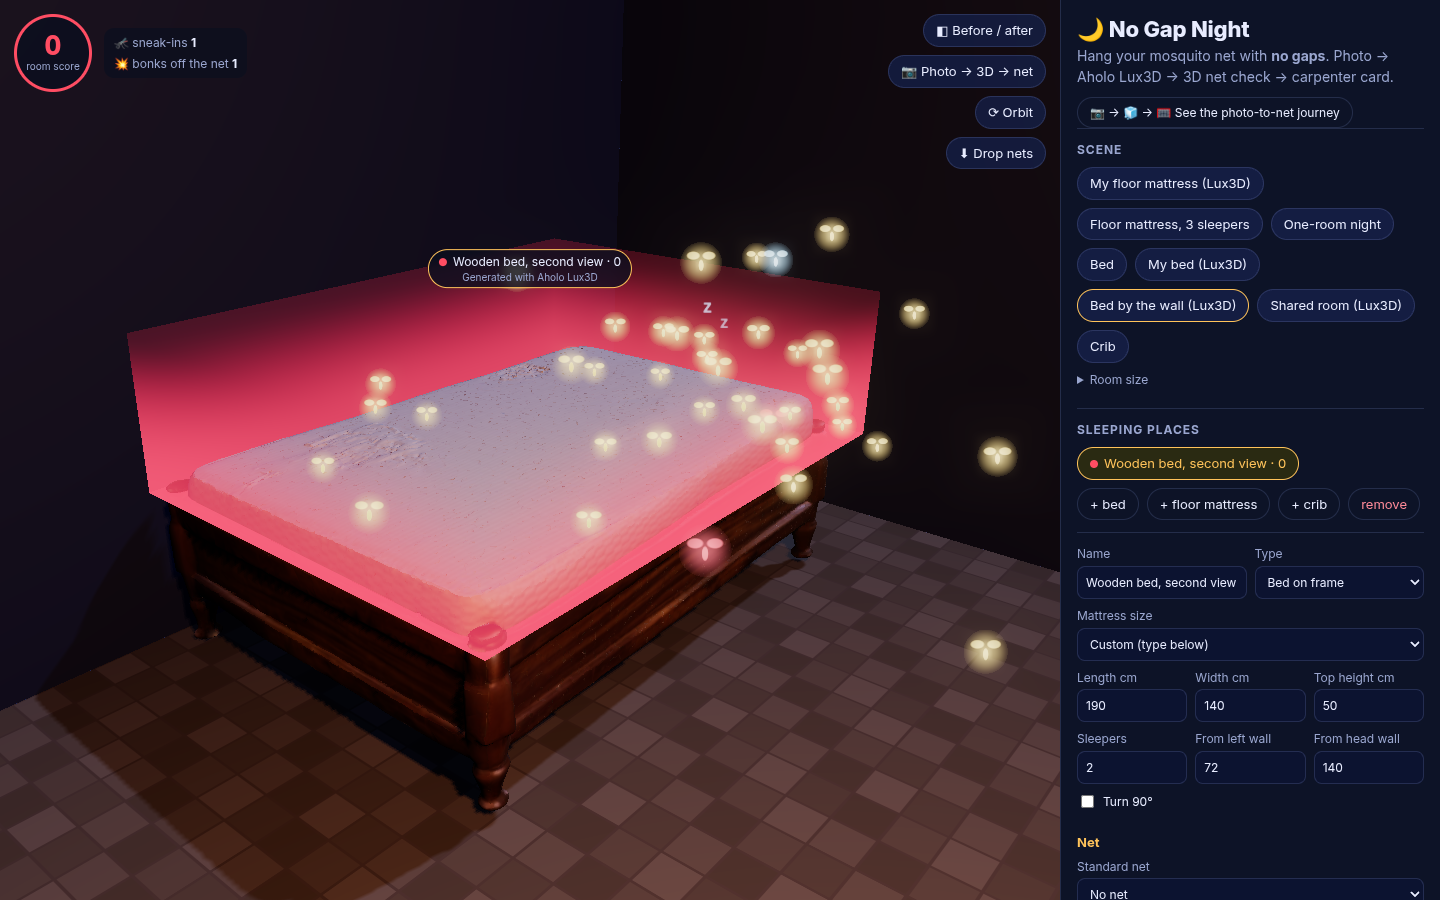 0
room score
🦟 sneak-ins 1
💥 bonks off the net 1
◧ Before / after
📷 Photo → 3D → net
⟳ Orbit
⬇ Drop nets
Wooden bed, second view · 0
Generated with Aholo Lux3D
z
z
🌙 No Gap Night
Hang your mosquito net with no gaps. Photo →
Aholo Lux3D → 3D net check → carpenter card.
📷 → 🧊 → 🥅 See the photo-to-net journey
SCENE
My floor mattress (Lux3D)
Floor mattress, 3 sleepers
One-room night
Bed
My bed (Lux3D)
Bed by the wall (Lux3D)
Shared room (Lux3D)
Crib
▶ Room size
SLEEPING PLACES
Wooden bed, second view · 0
+ bed
+ floor mattress
+ crib
remove
Name
Type
Wooden bed, second view
Bed on frame
Mattress size
Custom (type below)
Length cm
Width cm
Top height cm
190
140
50
Sleepers
From left wall
From head wall
2
72
140
Turn 90°
Net
Standard net
No net